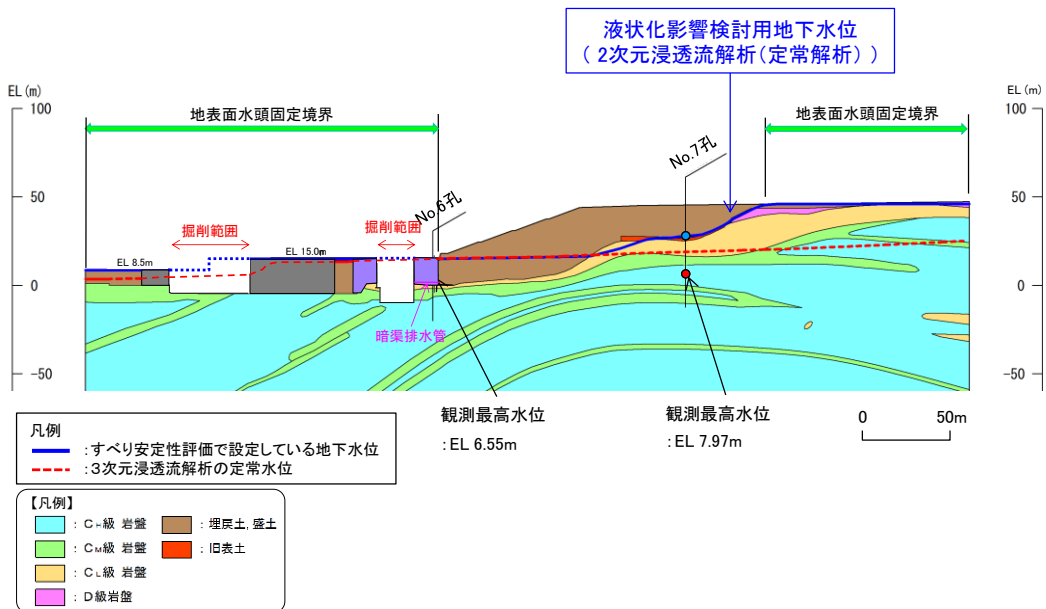 液状化影響検討用地下水位
( 2次元浸透流解析(定常解析) )
EL(m)
EL(m)
100
地表面水頭固定境界
地表面水頭固定境界
100
No.7孔
50
No.6孔
50
掘削範囲
掘削範囲
EL 8.5m
EL 15.0m
0
0
暗渠排水管
-50
-50
観測最高水位
:EL 6.55m
観測最高水位
:EL 7.97m
0 50m
凡例
:すべり安定性評価で設定している地下水位
:3次元浸透流解析の定常水位
【凡例】
:CH級 岩盤
:埋戻土,盛土
:CM級 岩盤
:旧表土
:CL級 岩盤
:D級岩盤